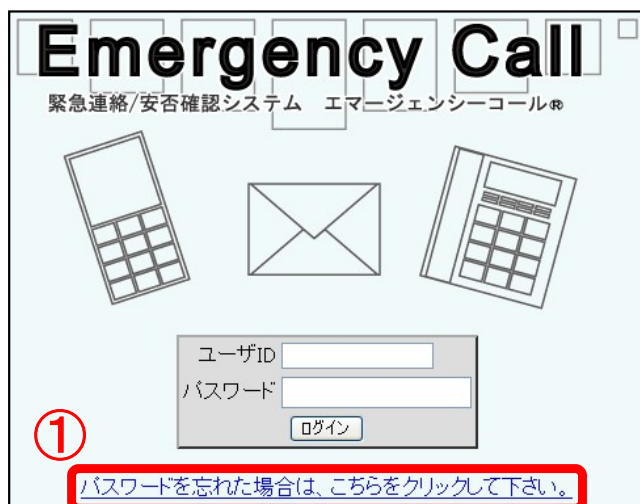 Emergency Call
緊急連絡/安否確認システム　エマージェンシーコール®
ユーザID
パスワード
ログイン
①
パスワードを忘れた場合は、こちらをクリックして下さい。